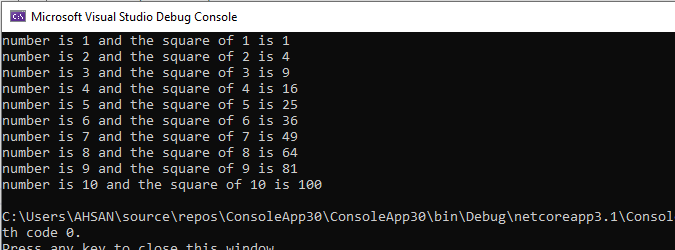 C:\ Microsoft Visual Studio Debug Console
number is 1 and the square of 1 is 1
number is 2 and the square of 2 is 4
number is 3 and the square of 3 is 9
number is 4 and the square of 4 is 16
number is 5 and the square of 5 is 25
number is 6 and the square of 6 is 36
number is 7 and the square of 7 is 49
number is 8 and the square of 8 is 64
number is 9 and the square of 9 is 81
number is 10 and the square of 10 is 100
C:\Users\AHSAN\source\repos\ConsoleApp30\ConsoleApp30\bin\Debug\netcoreapp3.1\Consol
th code 0.
Press any key to close this window